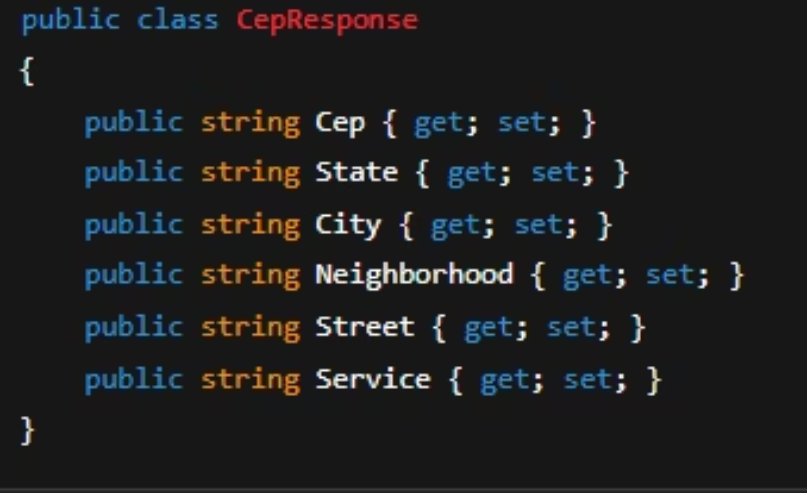 public class CepResponse
{
    public string Cep { get; set; }
    public string State { get; set; }
    public string City { get; set; }
    public string Neighborhood { get; set; }
    public string Street { get; set; }
    public string Service { get; set; }
}